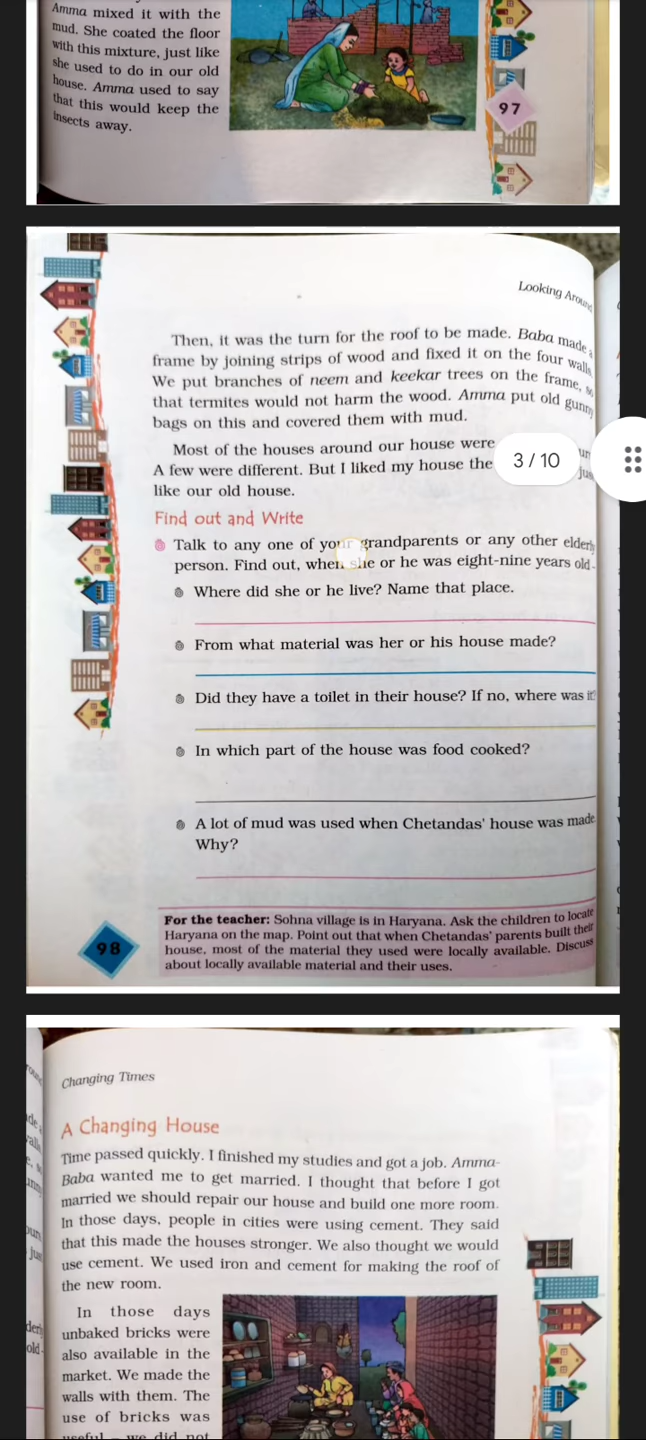 Amma mixed it with the
mud. She coated the floor
with this mixture, just like
she used to do in our old
house. Amma used to say
that this would keep the
insects away.
97
Looking Around
Then, it was the turn for the roof to be made. Baba made a
frame by joining strips of wood and fixed it on the four walls.
We put branches of neem and keekar trees on the frame, so
that termites would not harm the wood. Amma put old gunny
bags on this and covered them with mud.
Most of the houses around our house were
A few were different. But I liked my house the
like our old house.
3 / 10
Find out and Write
Talk to any one of your grandparents or any other elderly
person. Find out, when she or he was eight-nine years old -
Where did she or he live? Name that place.
From what material was her or his house made?
Did they have a toilet in their house? If no, where was it?
In which part of the house was food cooked?
A lot of mud was used when Chetandas' house was made.
Why?
For the teacher: Sohna village is in Haryana. Ask the children to locate
Haryana on the map. Point out that when Chetandas' parents built their
house, most of the material they used were locally available. Discuss
about locally available material and their uses.
98
Changing Times
A Changing House
Time passed quickly. I finished my studies and got a job. Amma-
Baba wanted me to get married. I thought that before I got
married we should repair our house and build one more room.
In those days, people in cities were using cement. They said
that this made the houses stronger. We also thought we would
use cement. We used iron and cement for making the roof of
the new room.
In those days
unbaked bricks were
also available in the
market. We made the
walls with them. The
use of bricks was
useful – we did not